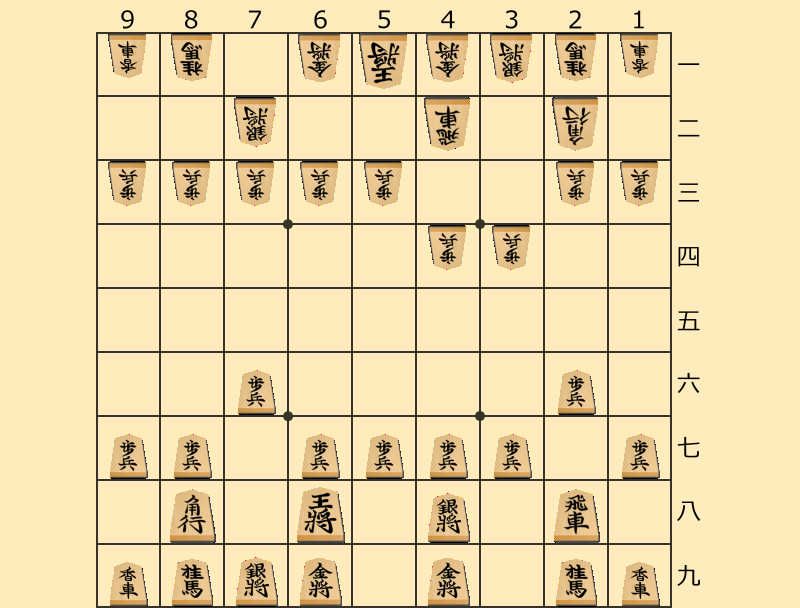 9 8 7 6 5 4 3 2 1
香車 桂馬 金将 王将 金将 銀将 桂馬 香車 一
銀将 飛車 角行 二
歩兵 歩兵 歩兵 歩兵 歩兵 歩兵 歩兵 三
歩兵 歩兵 四
五
歩兵 歩兵 六
歩兵 歩兵 歩兵 歩兵 歩兵 歩兵 歩兵 七
角行 王将 銀将 飛車 八
香車 桂馬 銀将 金将 金将 桂馬 香車 九